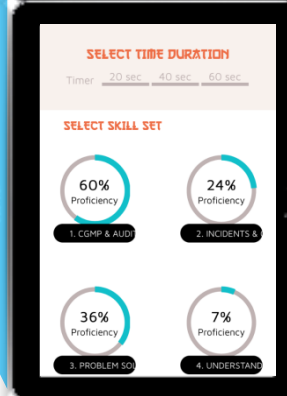 SELECT TIME DURATION
Timer 20 sec 40 sec 60 sec
SELECT SKILL SET
60%
Proficiency
1. CGMP & AUDIT
24%
Proficiency
2. INCIDENTS &
36%
Proficiency
3. PROBLEM SOL
7%
Proficiency
4. UNDERSTAND